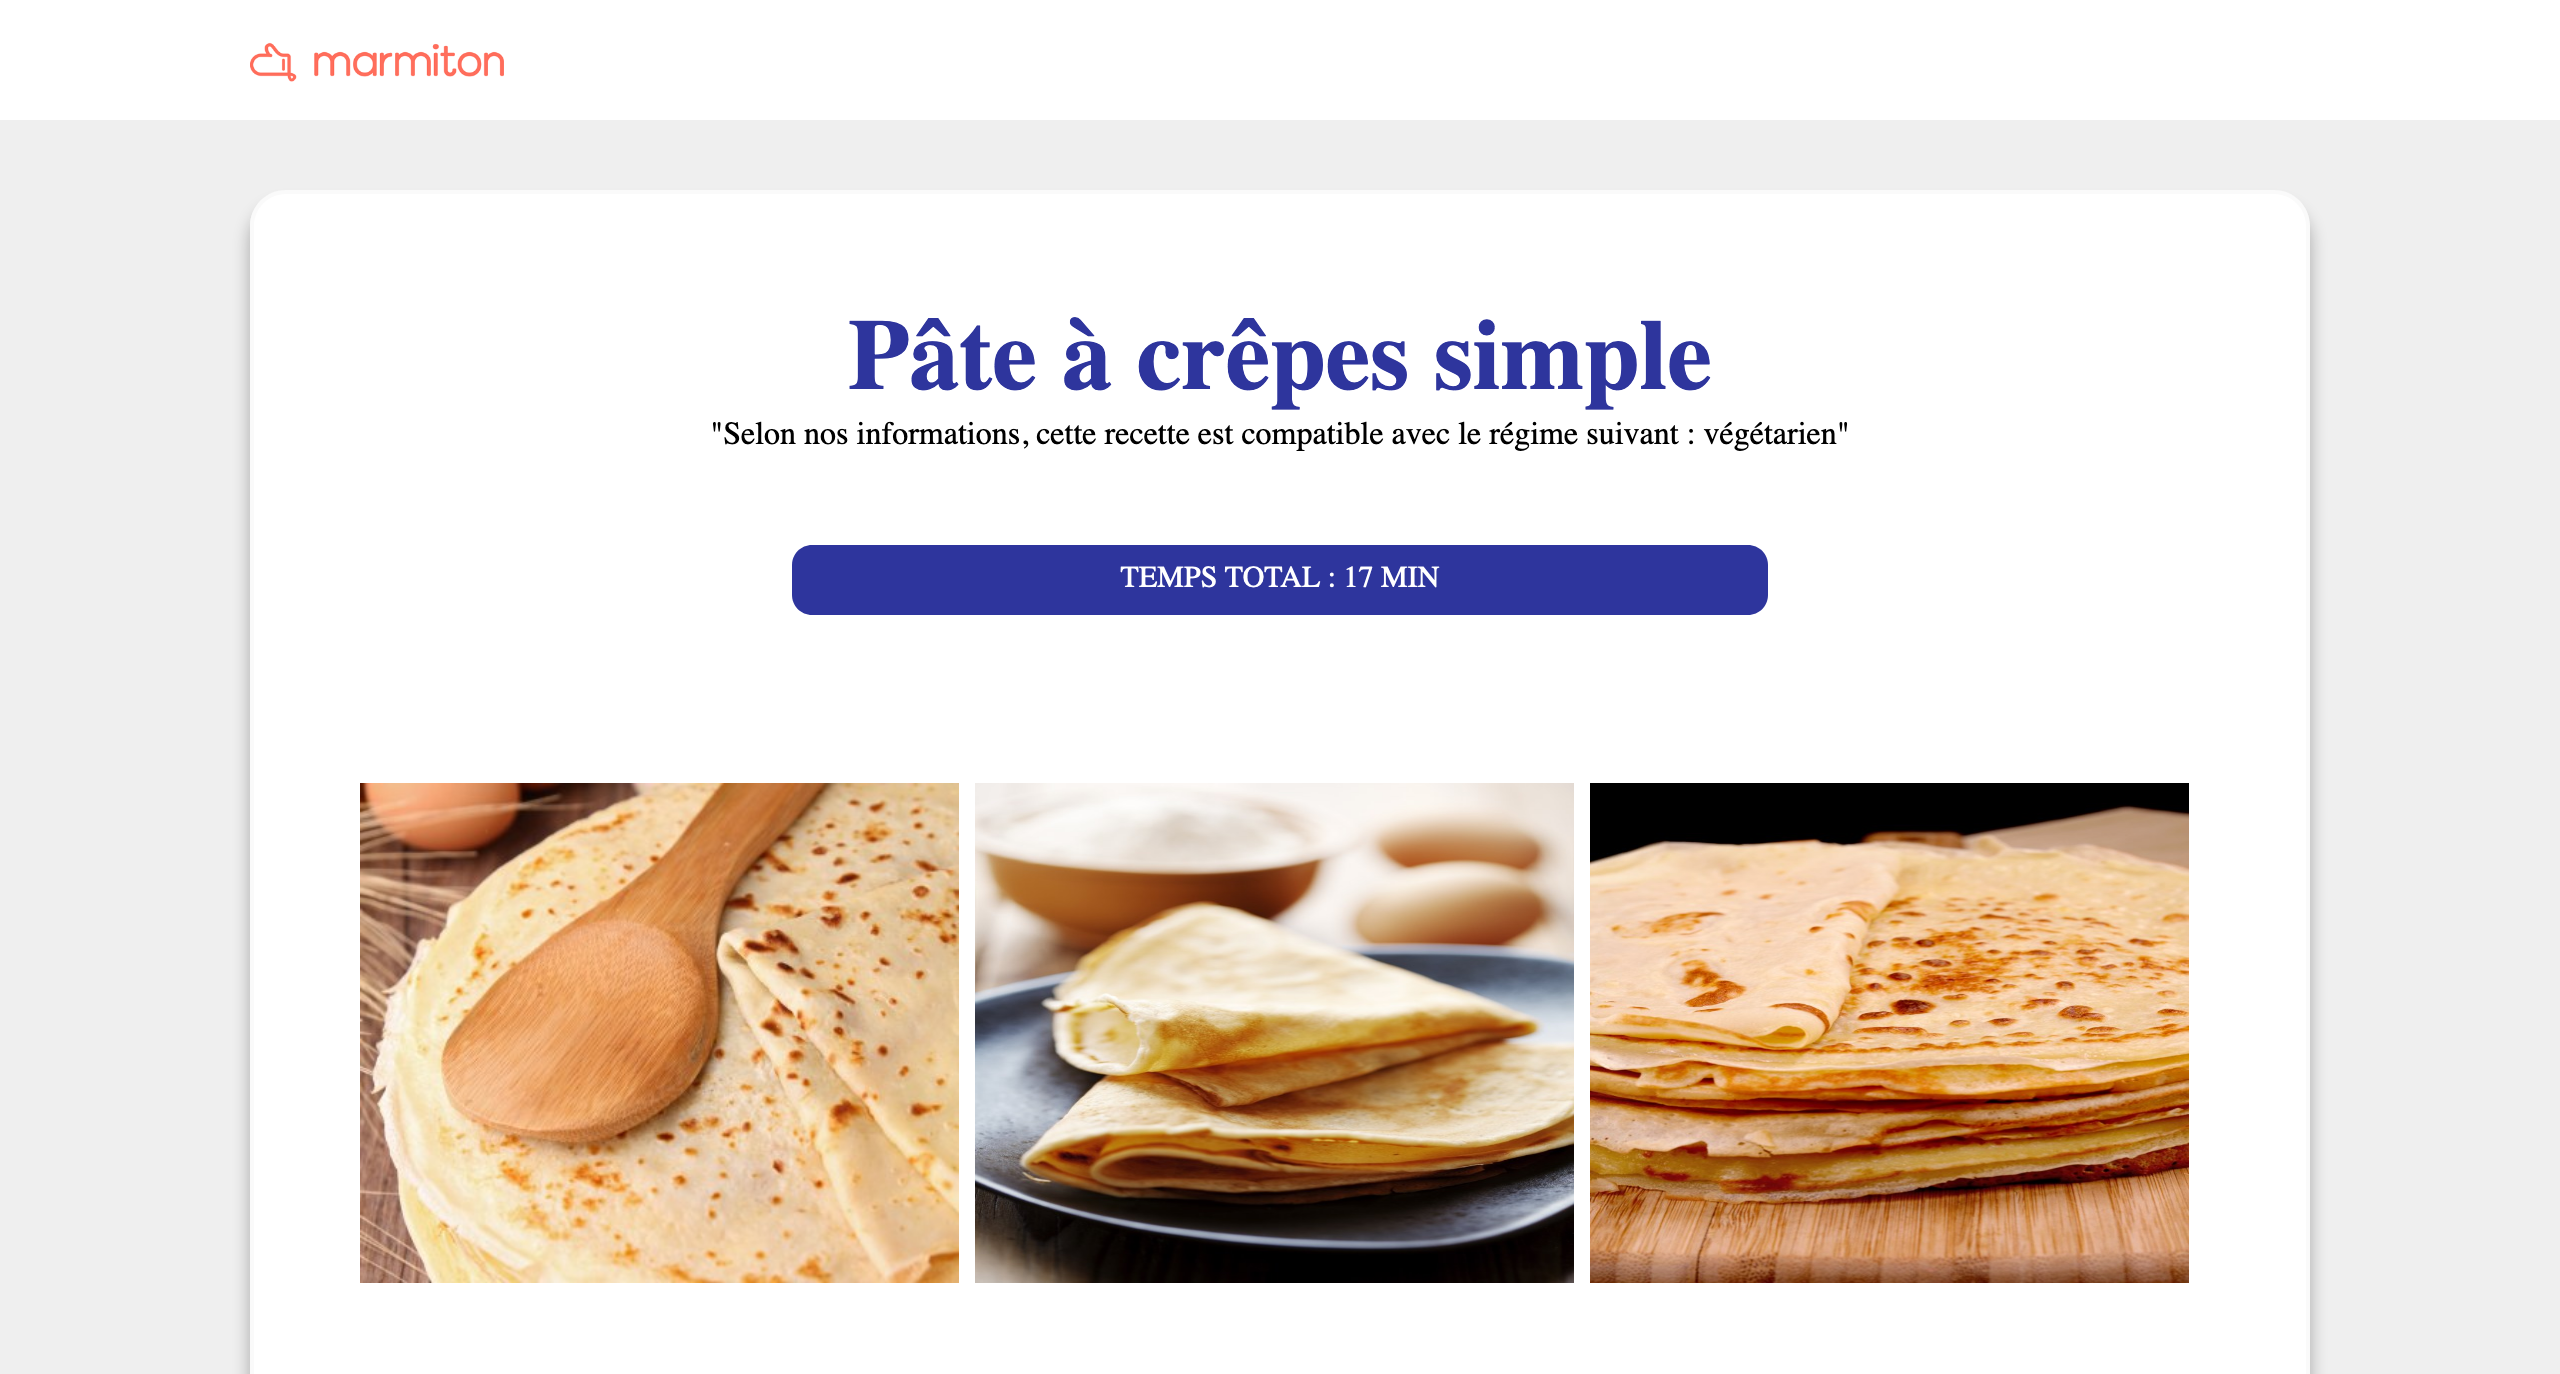 marmiton
Pâte à crêpes simple
"Selon nos informations, cette recette est compatible avec le régime suivant : végétarien"
TEMPS TOTAL : 17 MIN